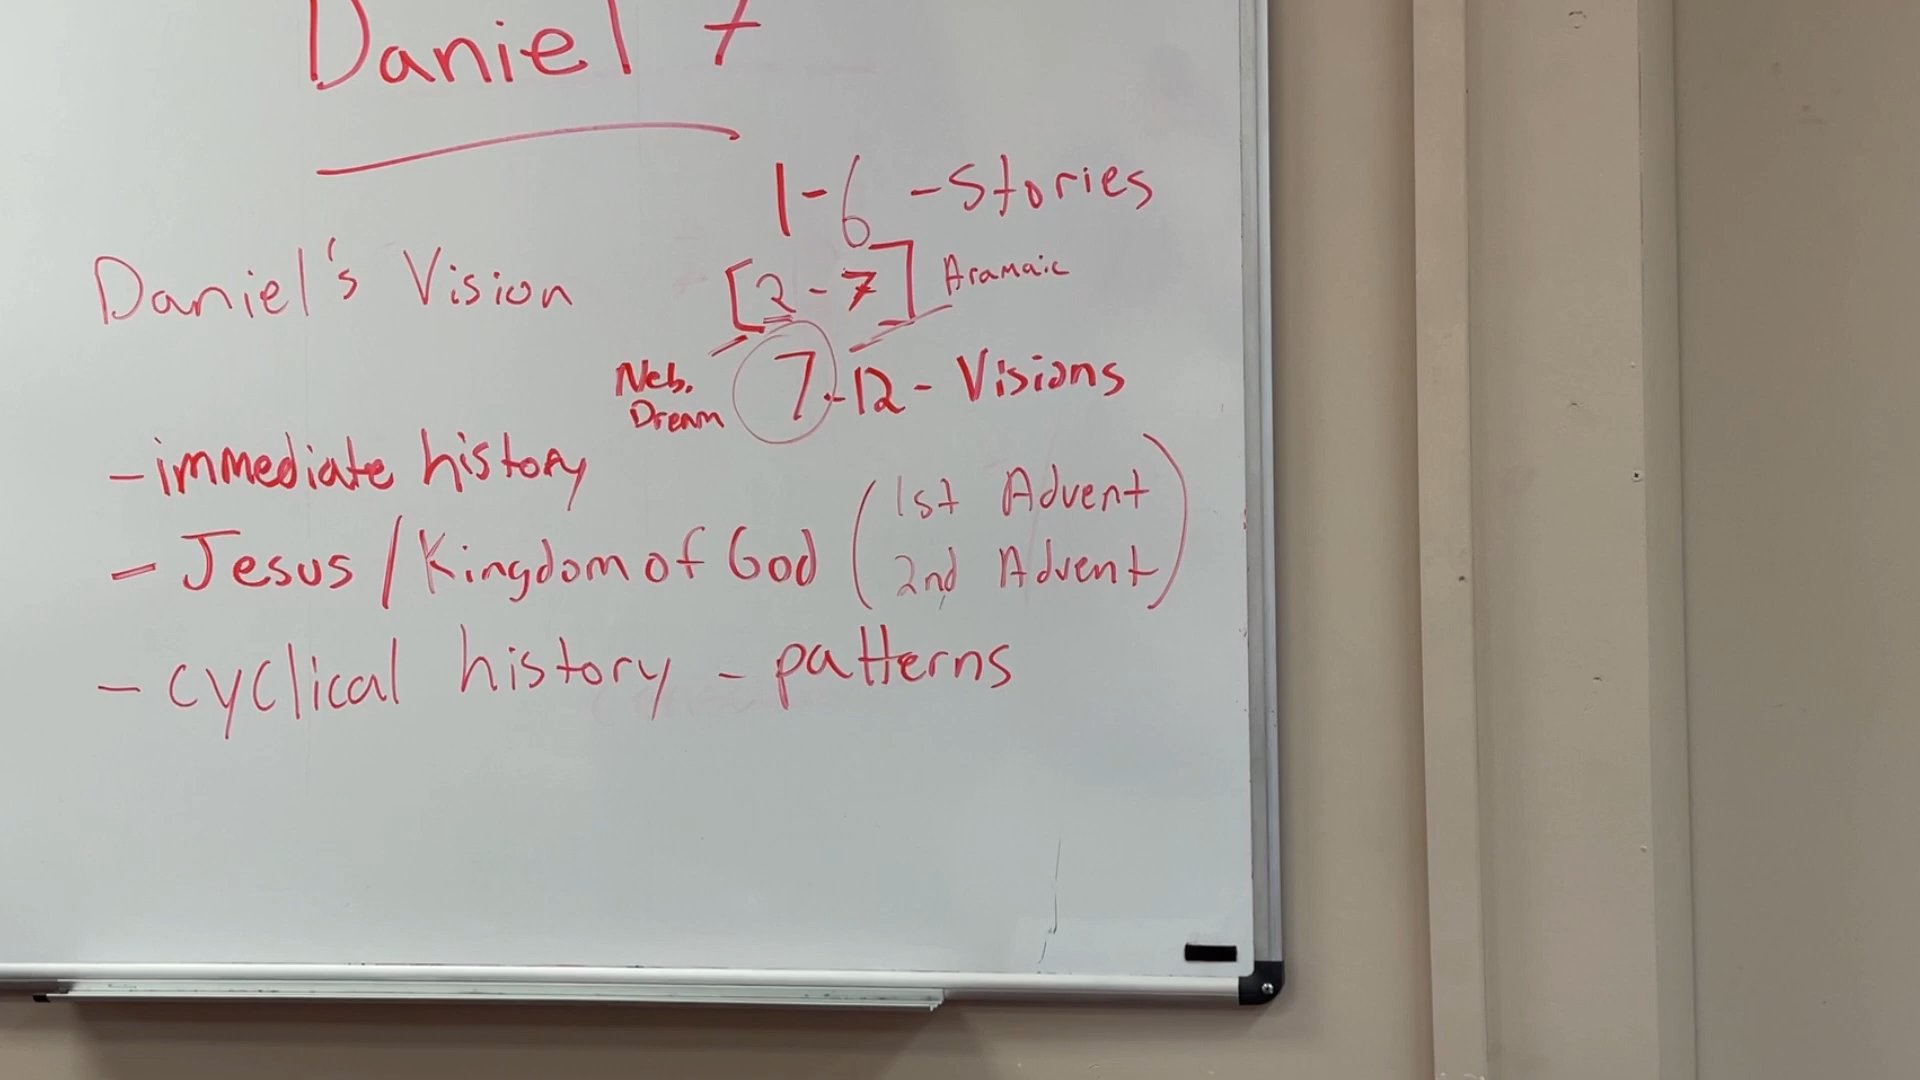 Daniel 7
1-6 - Stories
Daniel's Vision
[2-7] Aramaic
Neb.
Dream
7-12 - Visions
- immediate history
- Jesus / Kingdom of God (1st Advent
2nd Advent)
- cyclical history - patterns